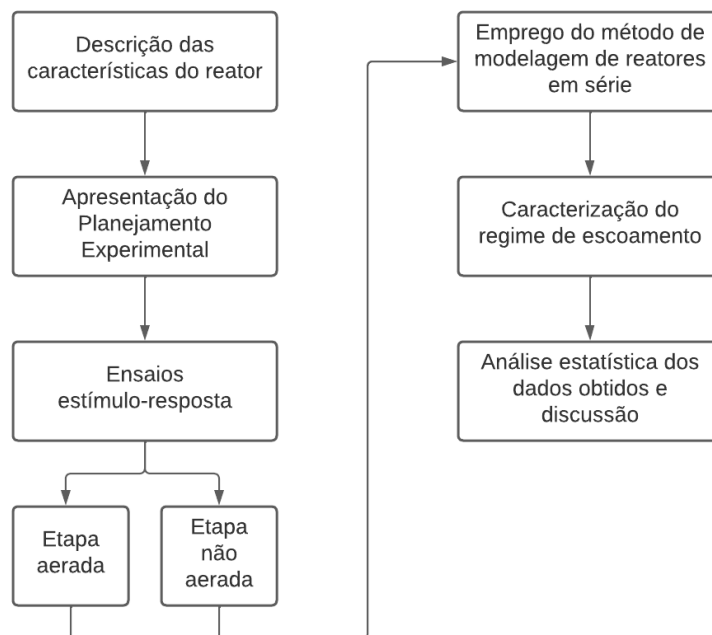 Descrição das
características do reator
Apresentação do
Planejamento
Experimental
Ensaios
estímulo-resposta
Etapa
aerada
Etapa
não
aerada
Emprego do método de
modelagem de reatores
em série
Caracterização do
regime de escoamento
Análise estatística dos
dados obtidos e
discussão